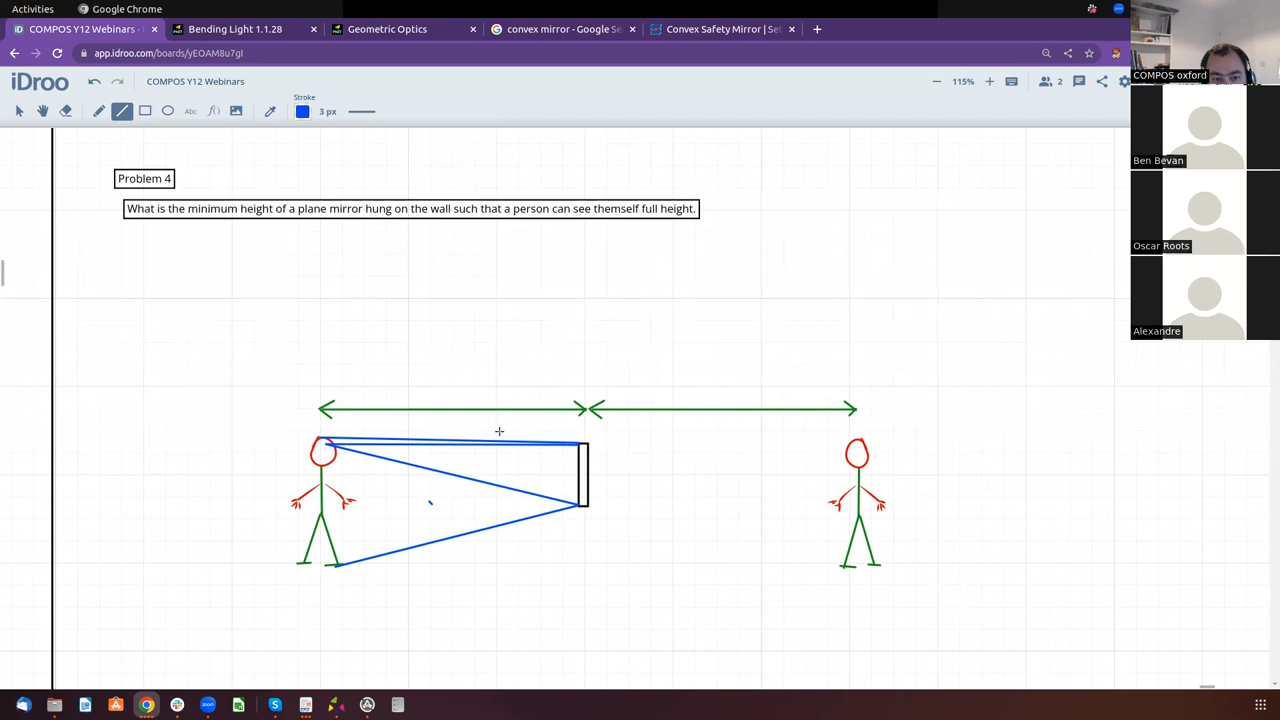 Activities
Google Chrome
COMPOS Y12 Webinars -
Bending Light 1.1.28
Geometric Optics
convex mirror - Google Se
Convex Safety Mirror | Se
app.idroo.com/boards/yEOAM8u7gI
iDroo
COMPOS Y12 Webinars
115%
2
Stroke
Abc
f()
3 px
COMPOS oxford
Ben Bevan
Oscar Roots
Alexandre
Problem 4
What is the minimum height of a plane mirror hung on the wall such that a person can see themself full height.